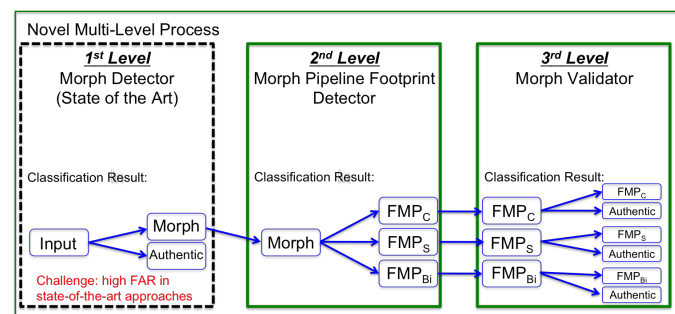 Novel Multi-Level Process
1st Level
Morph Detector
(State of the Art)
Classification Result:
Input
Morph
Authentic
Challenge: high FAR in
state-of-the-art approaches
2nd Level
Morph Pipeline Footprint
Detector
Classification Result:
Morph
FMPC
FMPS
FMPBi
3rd Level
Morph Validator
Classification Result:
FMPC
FMPC
Authentic
FMPS
FMPS
Authentic
FMPBi
FMPBi
Authentic